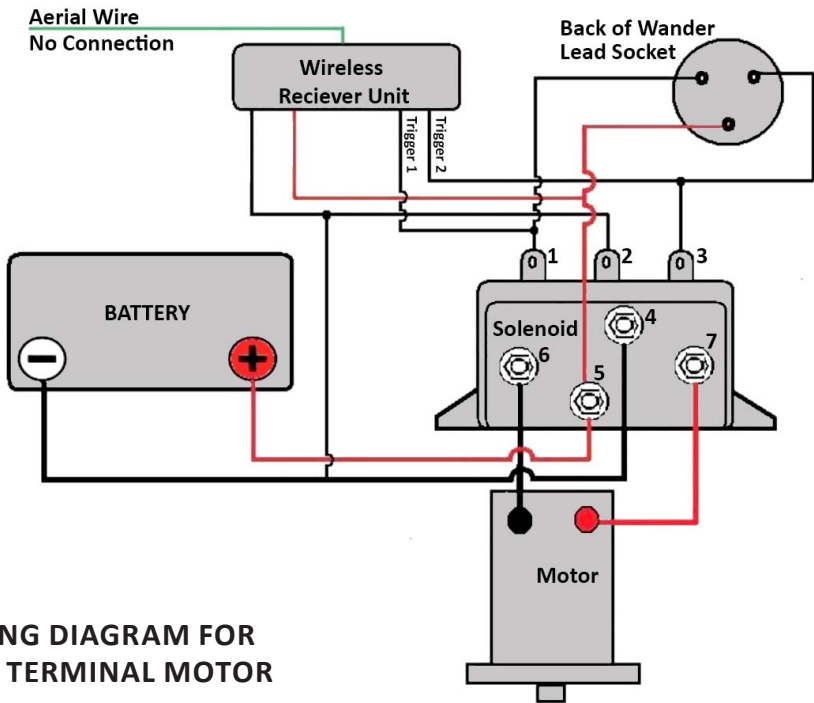 Aerial Wire
No Connection
Back of Wander
Lead Socket
Wireless
Reciever Unit
Trigger 1
Trigger 2
1
2
3
BATTERY
Solenoid
4
6
7
5
Motor
NG DIAGRAM FOR
TERMINAL MOTOR